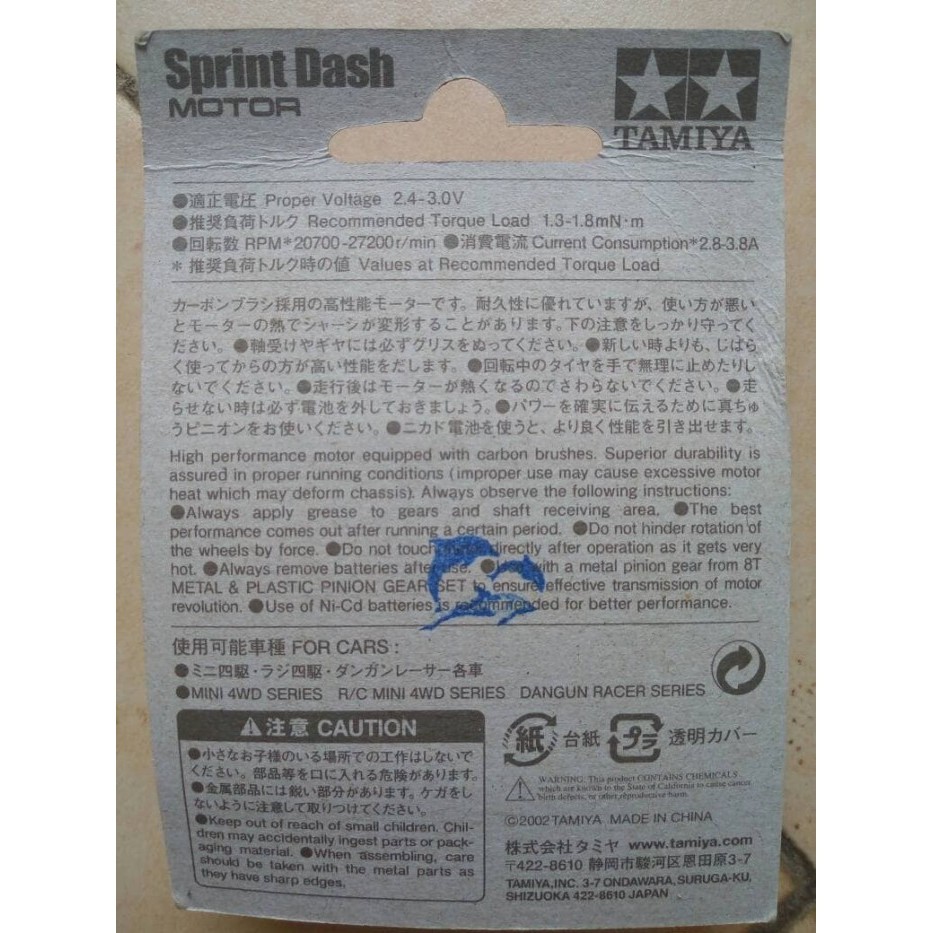 Sprint Dash
MOTOR
TAMIYA
●適正電圧 Proper Voltage 2.4-3.0V
●推奨負荷トルク Recommended Torque Load 1.3-1.8mN·m
●回転数 RPM*20700-27200r/min ●消費電流 Current Consumption*2.8-3.8A
* 推奨負荷トルク時の値 Values at Recommended Torque Load
カーボンブラシ採用の高性能モーターです。耐久性に優れていますが、使い方が悪い
とモーターの熱でシャーシが変形することがあります。下の注意をしっかり守ってく
ださい。●軸受けやギヤには必ずグリスをぬってください。●新しい時よりも、じばら
く使ってからの方が高い性能をだします。●回転中のタイヤを手で無理に止めたりし
ないでください。●走行後はモーターが熱くなるのでさわらないでください。●走
らせない時は必ず電池を外しておきましょう。●パワーを確実に伝えるために真ちゅ
うピニオンをお使いください。●ニカド電池を使うと、より良く性能を引き出せます。
High performance motor equipped with carbon brushes. Superior durability is
assured in proper running conditions (improper use may cause excessive motor
heat which may deform chassis). Always observe the following instructions:
●Always apply grease to gears and shaft receiving area. ●The best
performance comes out after running a certain period. ●Do not hinder rotation of
the wheels by force. ●Do not touch directly after operation as it gets very
hot. ●Always remove batteries after use. ●Use with a metal pinion gear from 8T
METAL & PLASTIC PINION GEAR SET to ensure effective transmission of motor
revolution. ●Use of Ni-Cd batteries is recommended for better performance.
使用可能車種 FOR CARS :
●ミニ四駆・ラジ四駆・ダンガンレーサー各車
●MINI 4WD SERIES R/C MINI 4WD SERIES DANGUN RACER SERIES
注意 CAUTION
●小さなお子様のいる場所での工作はしないで
ください。部品等を口に入れる危険があります。
●金属部品には鋭い部分があります。ケガをし
ないように注意して取りつけてください。
●Keep out of reach of small children. Chil-
dren may accidentally ingest parts or pack-
aging material. ●When assembling, care
should be taken with the metal parts as
they have sharp edges.
紙 台紙 プラ 透明カバー
WARNING: This product CONTAINS CHEMICALS
which are known to the State of California to cause cancer,
birth defects, or other reproductive harm.
©2002 TAMIYA MADE IN CHINA
株式会社タミヤ www.tamiya.com
〒422-8610 静岡市駿河区恩田原3-7
TAMIYA,INC. 3-7 ONDAWARA, SURUGA-KU,
SHIZUOKA 422-8610 JAPAN